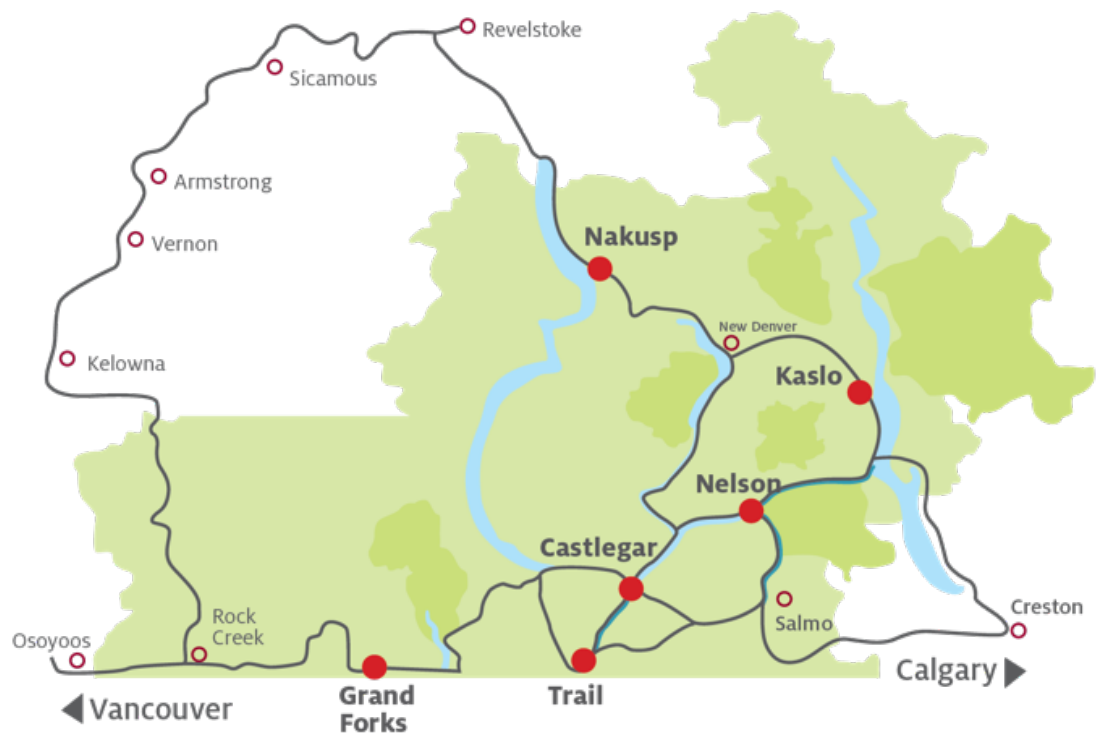 Revelstoke
Sicamous
Armstrong
Vernon
Nakusp
New Denver
Kelowna
Kaslo
Nelson
Castlegar
Rock
Creek
Salmo
Creston
Osoyoos
Calgary
Grand
Forks
Trail
Vancouver